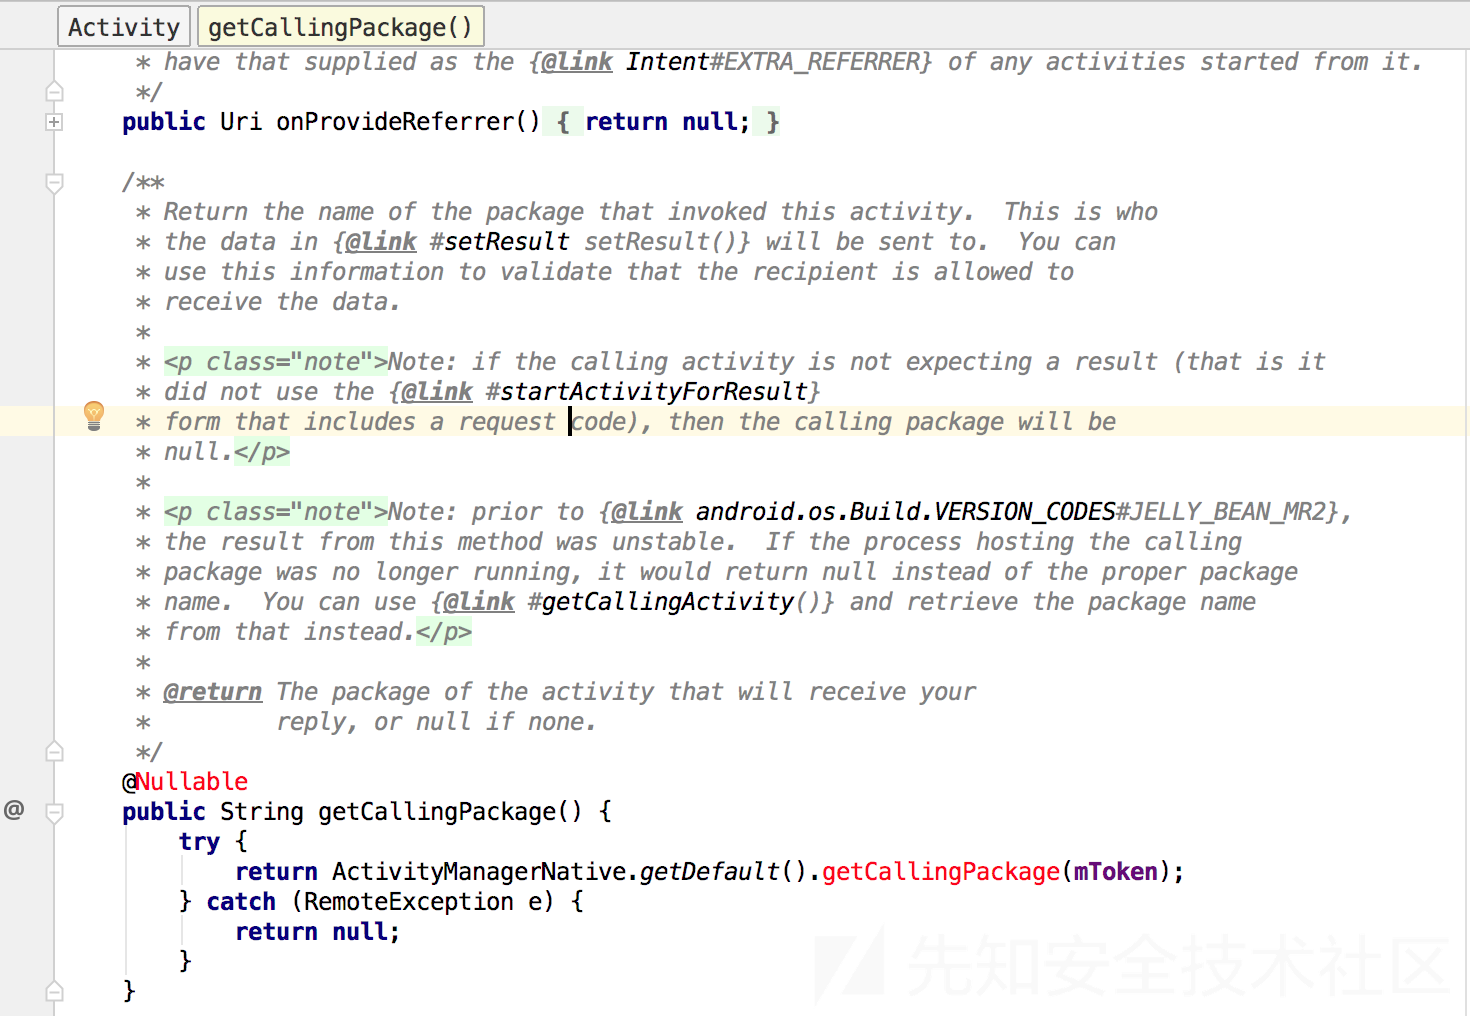 Activity getCallingPackage()
* have that supplied as the {@link Intent#EXTRA_REFERRER} of any activities started from it.
*/
public Uri onProvideReferrer() { return null; }
/**
* Return the name of the package that invoked this activity.  This is who
* the data in {@link #setResult setResult()} will be sent to.  You can
* use this information to validate that the recipient is allowed to
* receive the data.
*
* <p class="note">Note: if the calling activity is not expecting a result (that is it
* did not use the {@link #startActivityForResult}
* form that includes a request code), then the calling package will be
* null.</p>
*
* <p class="note">Note: prior to {@link android.os.Build.VERSION_CODES#JELLY_BEAN_MR2},
* the result from this method was unstable.  If the process hosting the calling
* package was no longer running, it would return null instead of the proper package
* name.  You can use {@link #getCallingActivity()} and retrieve the package name
* from that instead.</p>
*
* @return The package of the activity that will receive your
*         reply, or null if none.
*/
@Nullable
@ public String getCallingPackage() {
try {
return ActivityManagerNative.getDefault().getCallingPackage(mToken);
} catch (RemoteException e) {
return null;
}
}
先知安全技术社区